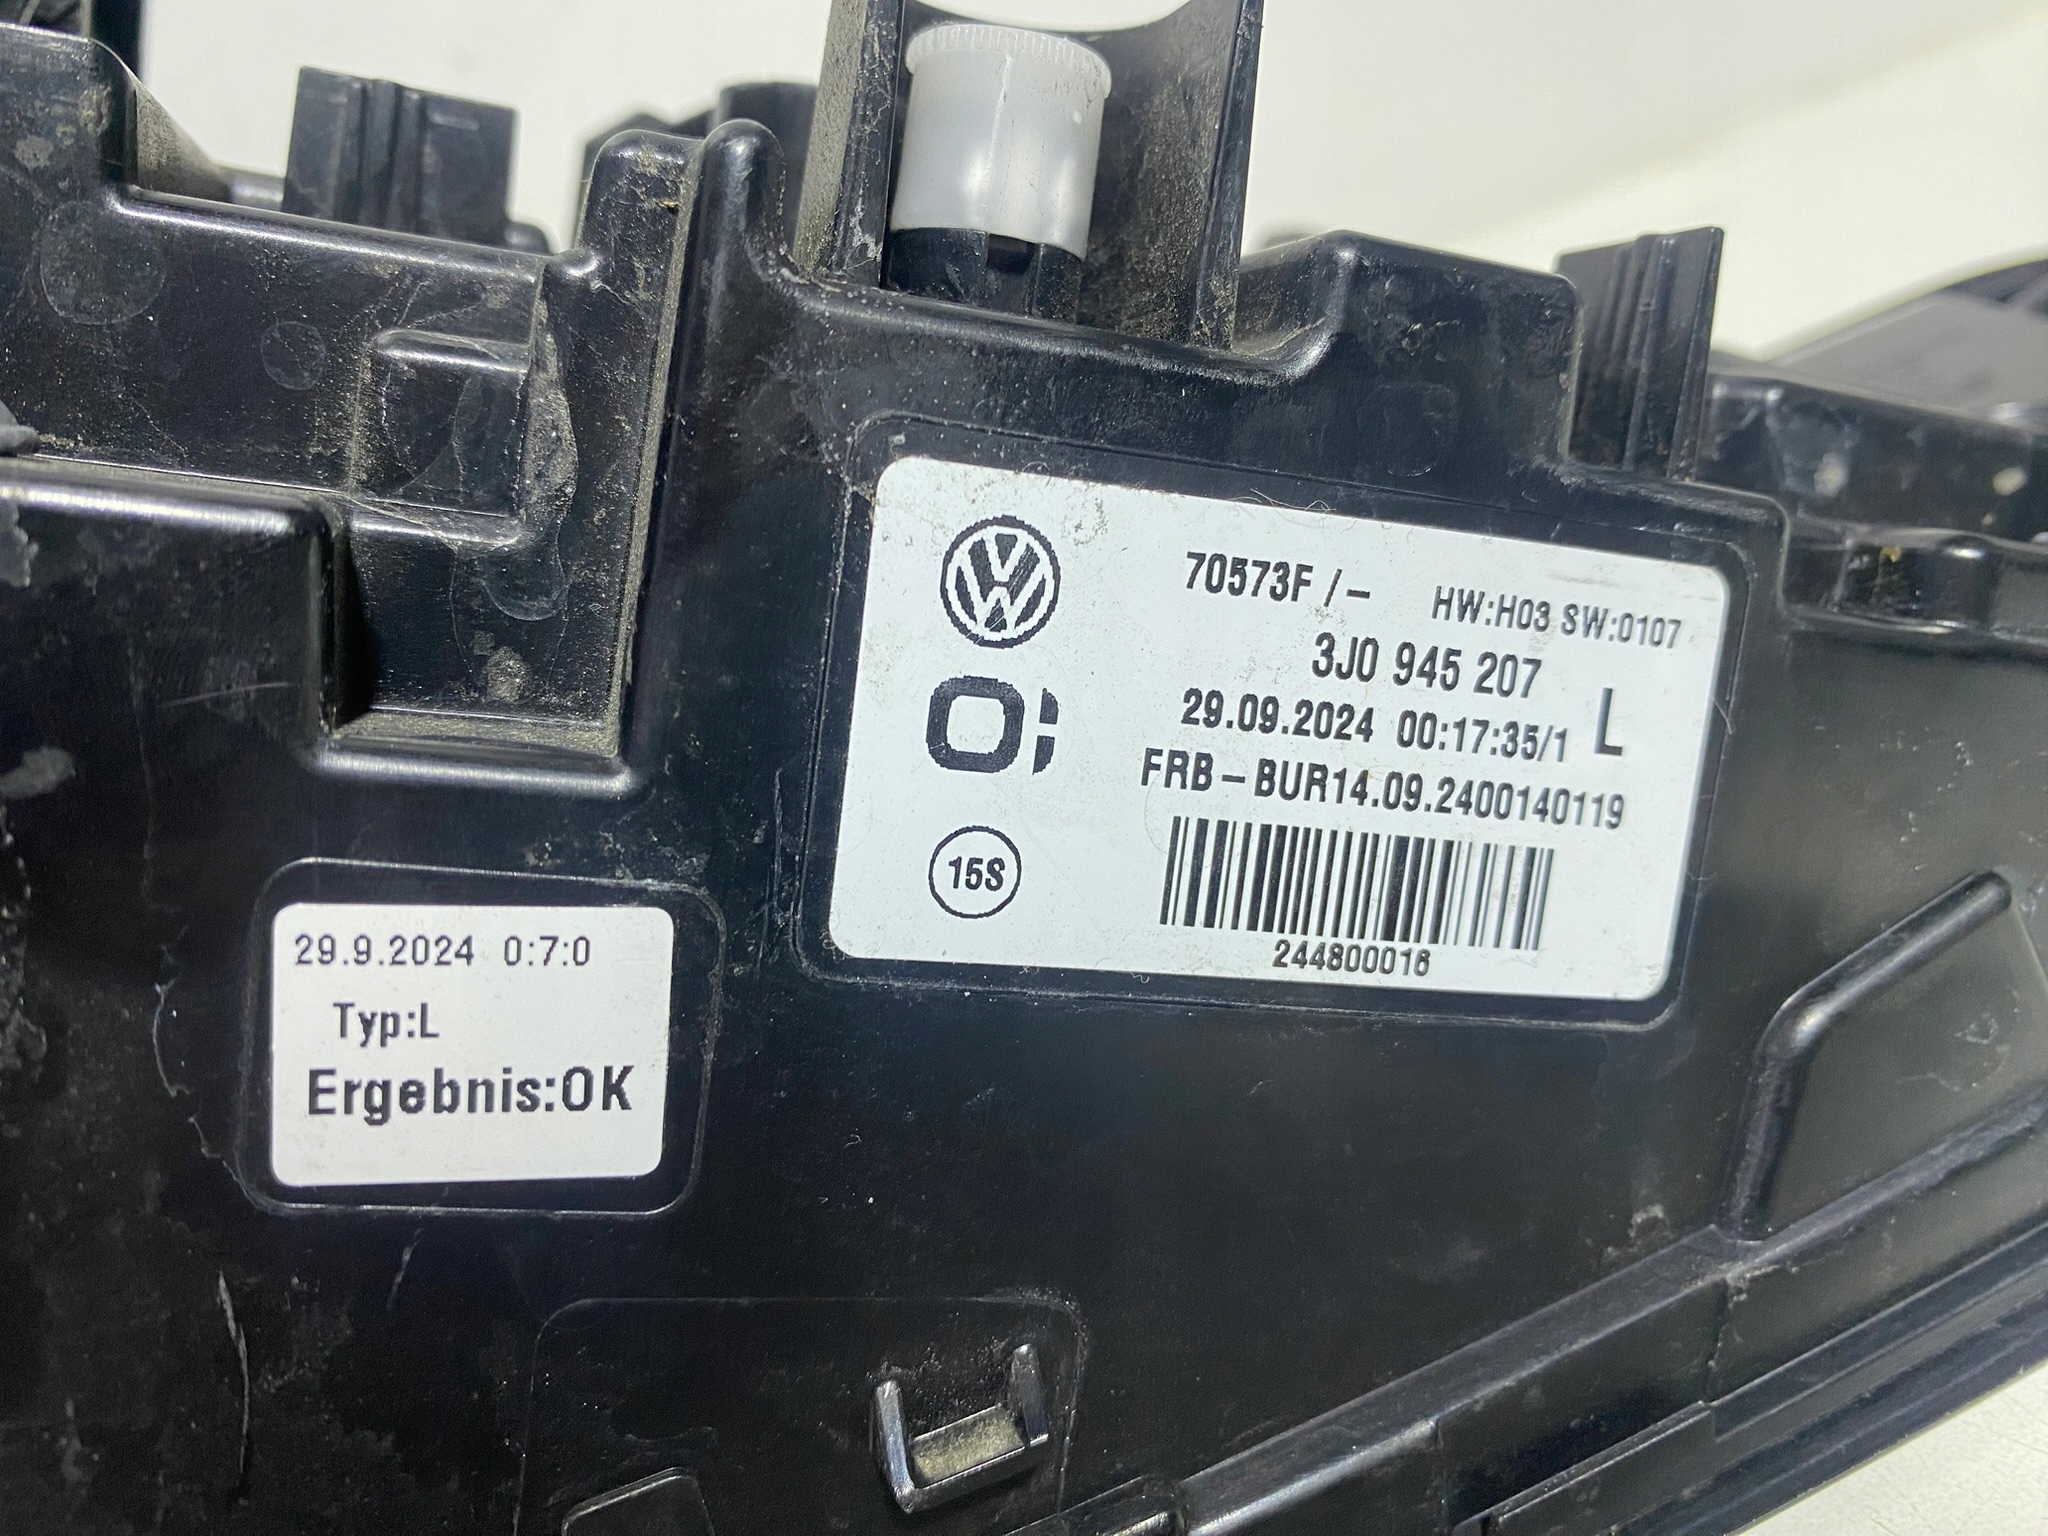 70573F /- HW:H03 SW:0107
3J0 945 207
29.09.2024 00:17:35/1 L
FRB-BUR14.09.2400140119
15S
244800016
29.9.2024 0:7:0
Typ:L
Ergebnis:OK